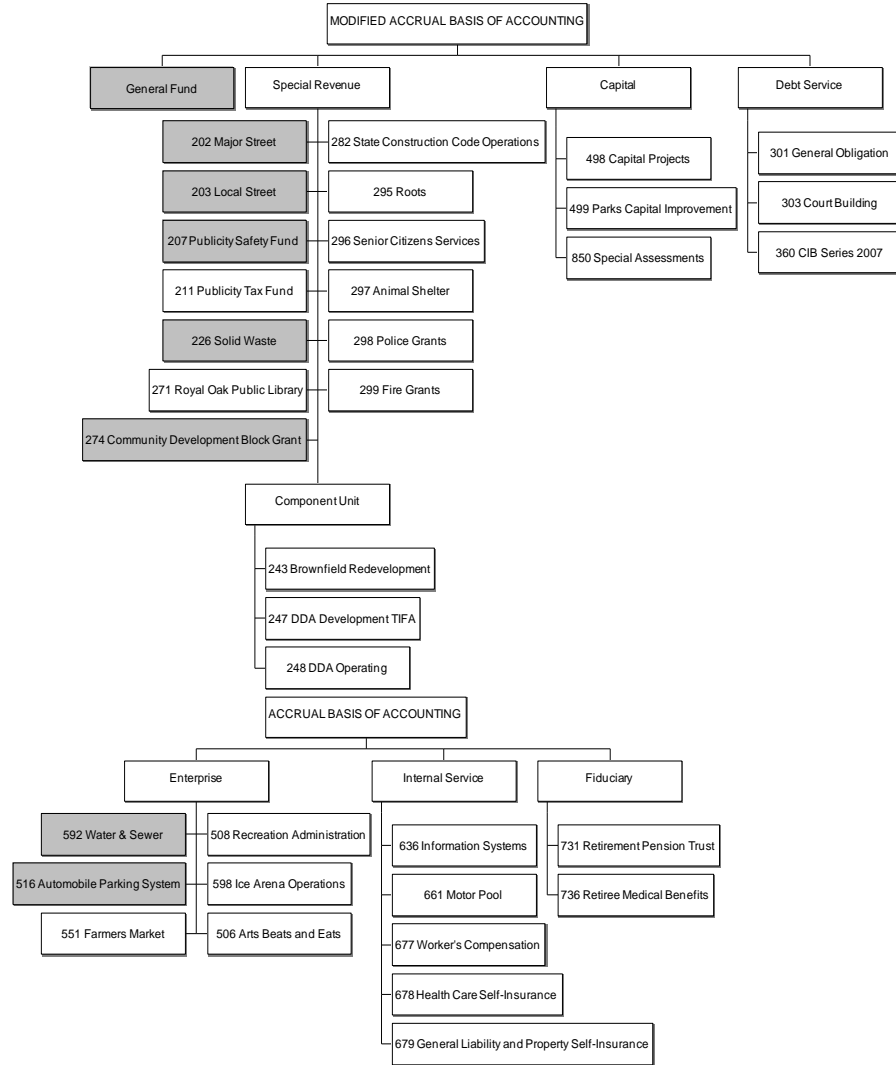 MODIFIED ACCRUAL BASIS OF ACCOUNTING
General Fund
Special Revenue
Capital
Debt Service
202 Major Street
282 State Construction Code Operations
203 Local Street
295 Roots
207 Publicity Safety Fund
296 Senior Citizens Services
211 Publicity Tax Fund
297 Animal Shelter
226 Solid Waste
298 Police Grants
271 Royal Oak Public Library
299 Fire Grants
274 Community Development Block Grant
498 Capital Projects
499 Parks Capital Improvement
850 Special Assessments
301 General Obligation
303 Court Building
360 CIB Series 2007
Component Unit
243 Brownfield Redevelopment
247 DDA Development TIFA
248 DDA Operating
ACCRUAL BASIS OF ACCOUNTING
Enterprise
Internal Service
Fiduciary
592 Water & Sewer
508 Recreation Administration
516 Automobile Parking System
598 Ice Arena Operations
551 Farmers Market
506 Arts Beats and Eats
636 Information Systems
661 Motor Pool
677 Worker's Compensation
678 Health Care Self-Insurance
679 General Liability and Property Self-Insurance
731 Retirement Pension Trust
736 Retiree Medical Benefits